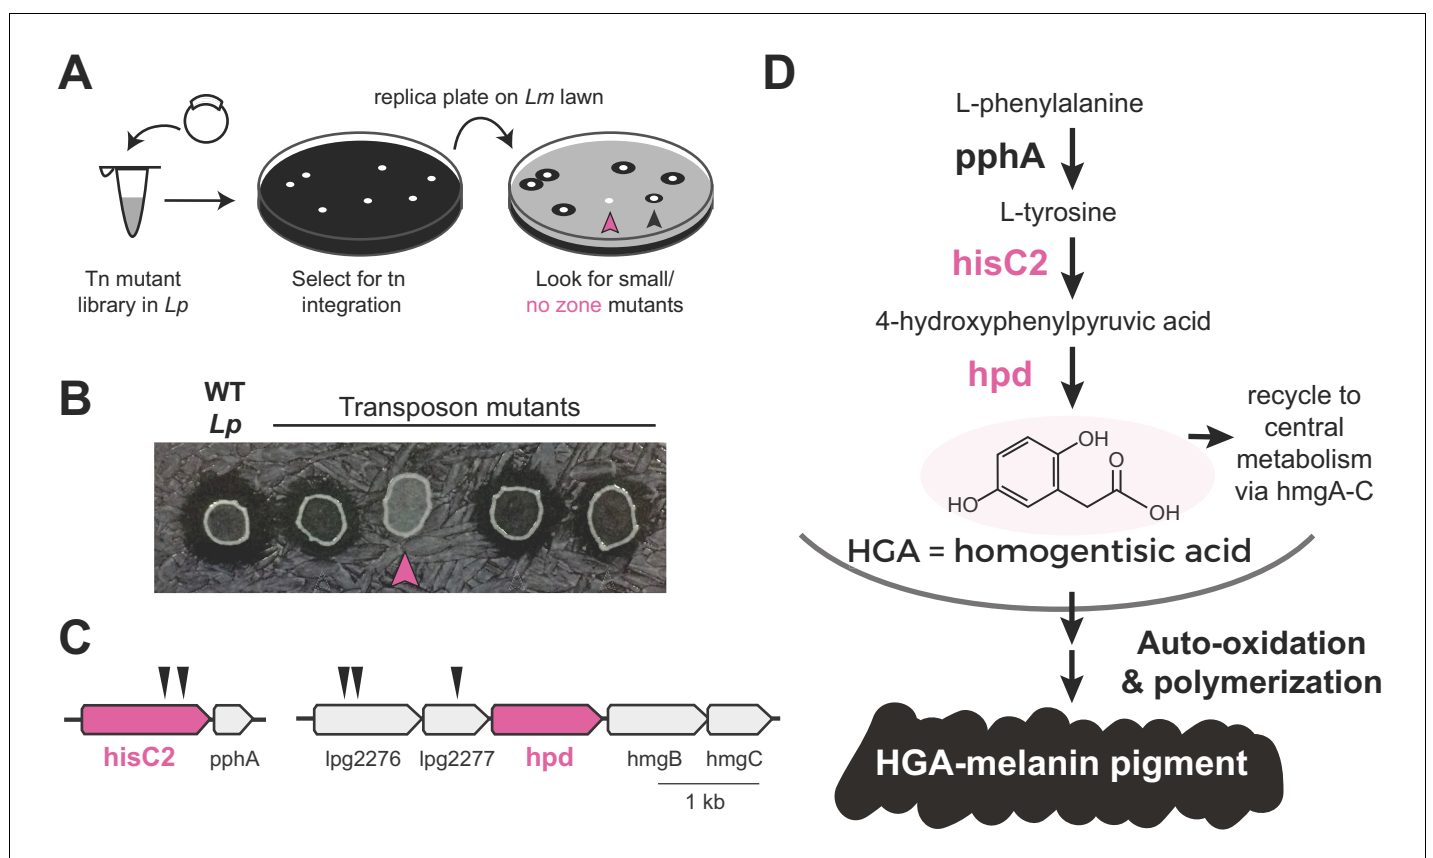 A
replica plate on Lm lawn
Tn mutant
library in Lp
Select for tn
integration
Look for small/
no zone mutants
B
WT
Lp
Transposon mutants
C
hisC2
pphA
lpg2276
lpg2277
hpd
hmgB
hmgC
1 kb
D
L-phenylalanine
pphA
L-tyrosine
hisC2
4-hydroxyphenylpyruvic acid
hpd
OH
O
HO
OH
recycle to
central
metabolism
via hmgA-C
HGA = homogentisic acid
Auto-oxidation
& polymerization
HGA-melanin pigment